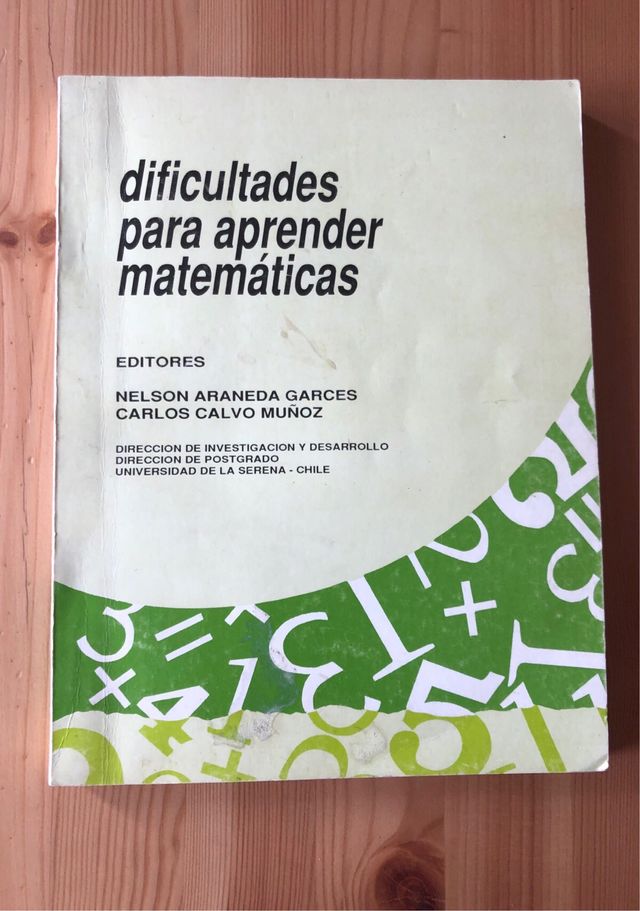 dificultades
para aprender
matemáticas
EDITORES
NELSON ARANEDA GARCES
CARLOS CALVO MUÑOZ
DIRECCION DE INVESTIGACION Y DESARROLLO
DIRECCION DE POSTGRADO
UNIVERSIDAD DE LA SERENA - CHILE